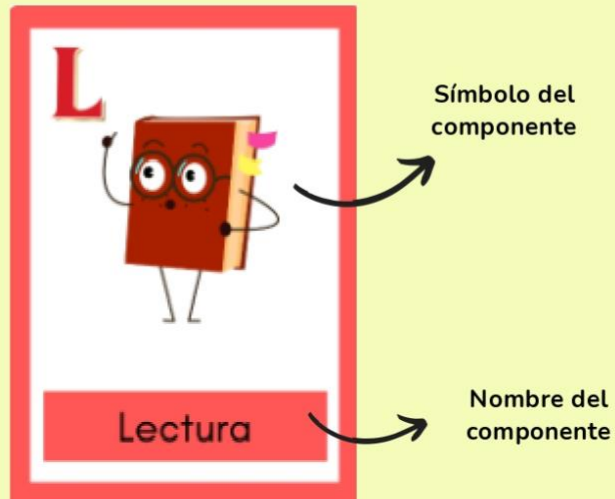 L
Símbolo del
componente
Lectura
Nombre del
componente